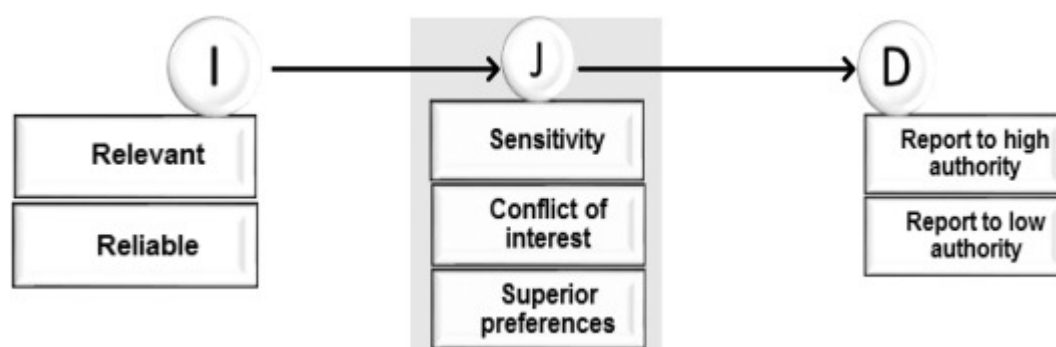 I
J
D
Relevant
Reliable
Sensitivity
Conflict of
interest
Superior
preferences
Report to high
authority
Report to low
authority